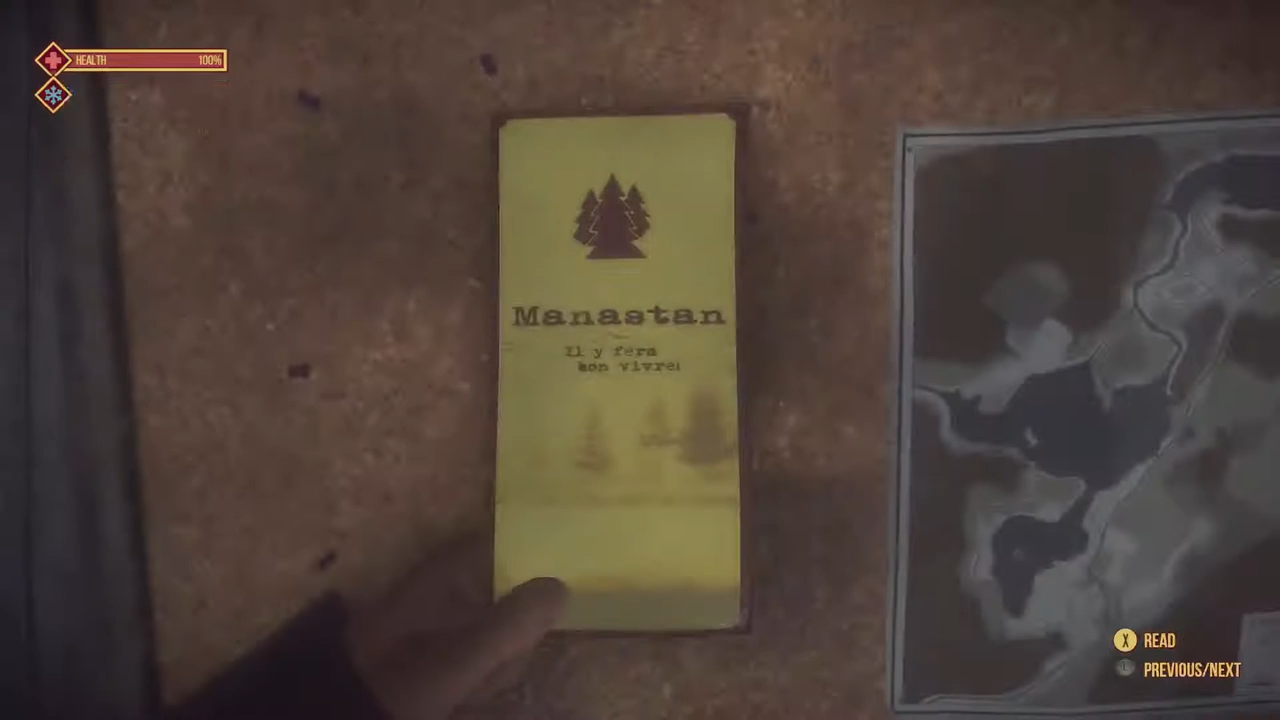 HEALTH 100%
Manastan
Il y fera
bon vivre!
X READ
L PREVIOUS/NEXT